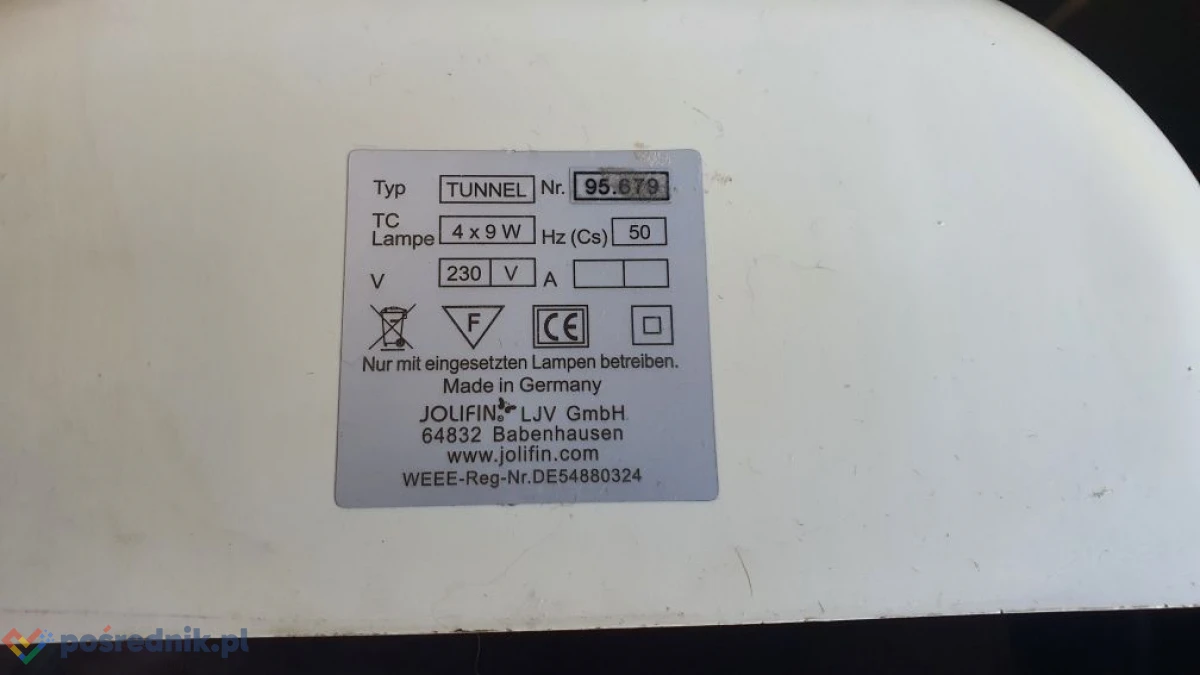 Typ TUNNEL Nr. 95.679
TC Lampe 4 x 9 W Hz (Cs) 50
V 230 V A
F CE
Nur mit eingesetzten Lampen betreiben.
Made in Germany
JOLIFIN LJV GmbH
64832 Babenhausen
www.jolifin.com
WEEE-Reg-Nr.DE54880324
pośrednik.pl